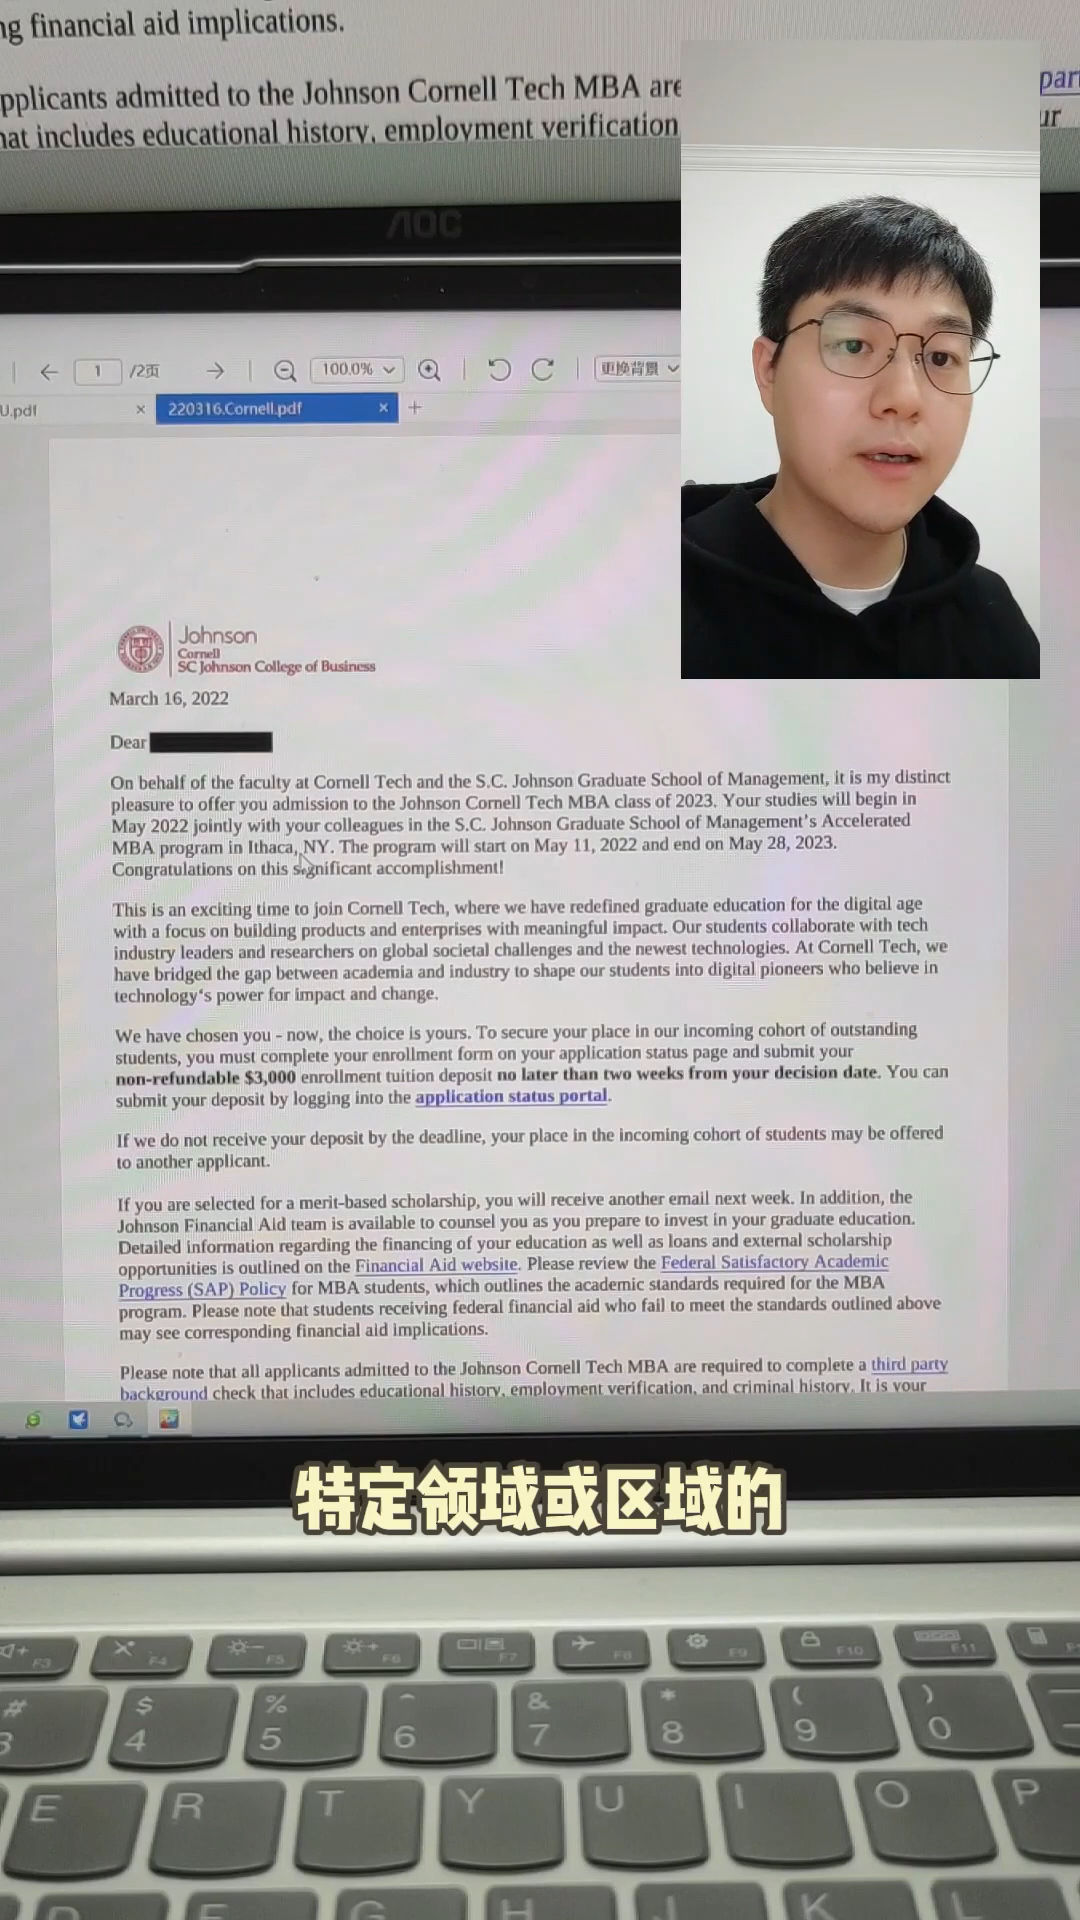 ng financial aid implications.
pplicants admitted to the Johnson Cornell Tech MBA are
part
hat includes educational history, employment verification
ur
AOC
1 /2页 100.0% 更换背景
U.pdf × 220316.Cornell.pdf × +
Johnson
Cornell
SC Johnson College of Business
March 16, 2022
Dear
On behalf of the faculty at Cornell Tech and the S.C. Johnson Graduate School of Management, it is my distinct
pleasure to offer you admission to the Johnson Cornell Tech MBA class of 2023. Your studies will begin in
May 2022 jointly with your colleagues in the S.C. Johnson Graduate School of Management's Accelerated
MBA program in Ithaca, NY. The program will start on May 11, 2022 and end on May 28, 2023.
Congratulations on this significant accomplishment!
This is an exciting time to join Cornell Tech, where we have redefined graduate education for the digital age
with a focus on building products and enterprises with meaningful impact. Our students collaborate with tech
industry leaders and researchers on global societal challenges and the newest technologies. At Cornell Tech, we
have bridged the gap between academia and industry to shape our students into digital pioneers who believe in
technology's power for impact and change.
We have chosen you – now, the choice is yours. To secure your place in our incoming cohort of outstanding
students, you must complete your enrollment form on your application status page and submit your
non-refundable $3,000 enrollment tuition deposit no later than two weeks from your decision date. You can
submit your deposit by logging into the application status portal.
If we do not receive your deposit by the deadline, your place in the incoming cohort of students may be offered
to another applicant.
If you are selected for a merit-based scholarship, you will receive another email next week. In addition, the
Johnson Financial Aid team is available to counsel you as you prepare to invest in your graduate education.
Detailed information regarding the financing of your education as well as loans and external scholarship
opportunities is outlined on the Financial Aid website. Please review the Federal Satisfactory Academic
Progress (SAP) Policy for MBA students, which outlines the academic standards required for the MBA
program. Please note that students receiving federal financial aid who fail to meet the standards outlined above
may see corresponding financial aid implications.
Please note that all applicants admitted to the Johnson Cornell Tech MBA are required to complete a third party
background check that includes educational history, employment verification, and criminal history. It is your
特定领域或区域的
F3 F4 F5 F6 F7 F8 F9 F10 F11
# $ % ^ & * ( )
3 4 5 6 7 8 9 0
E R T Y U I O P
D F G H J K L